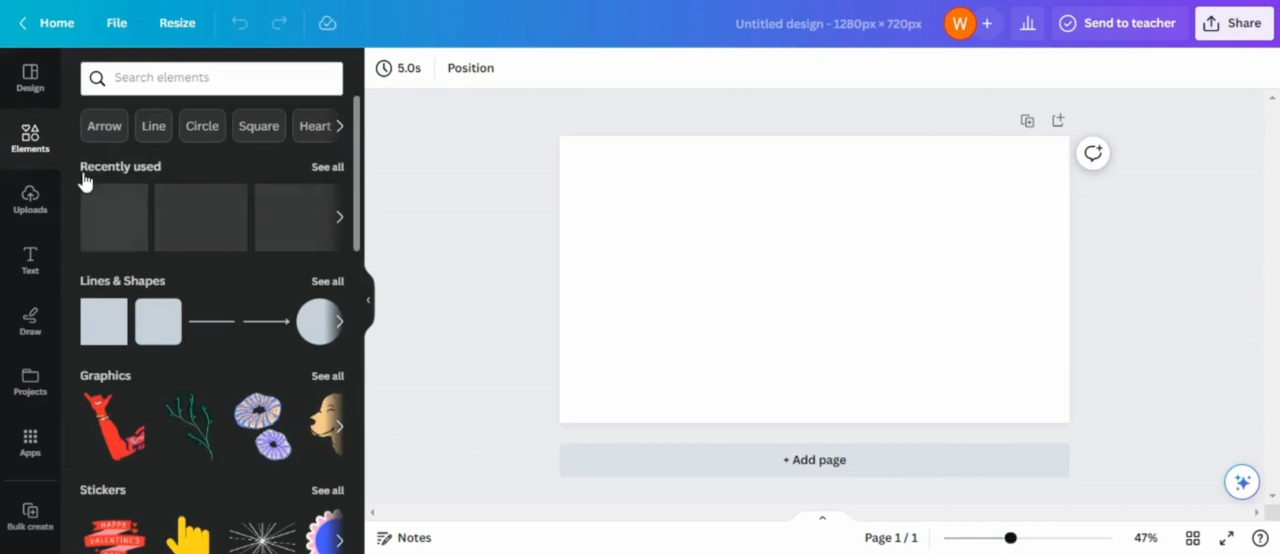 Home File Resize Untitled design - 1280px × 720px W + Send to teacher Share
Design
Elements
Uploads
Text
Draw
Projects
Apps
Bulk create
Search elements
Arrow Line Circle Square Heart
Recently used See all
Lines & Shapes See all
Graphics See all
Stickers See all
HAPPY
VALENTINE'S
5.0s Position
+ Add page
Notes Page 1 / 1 47% ?